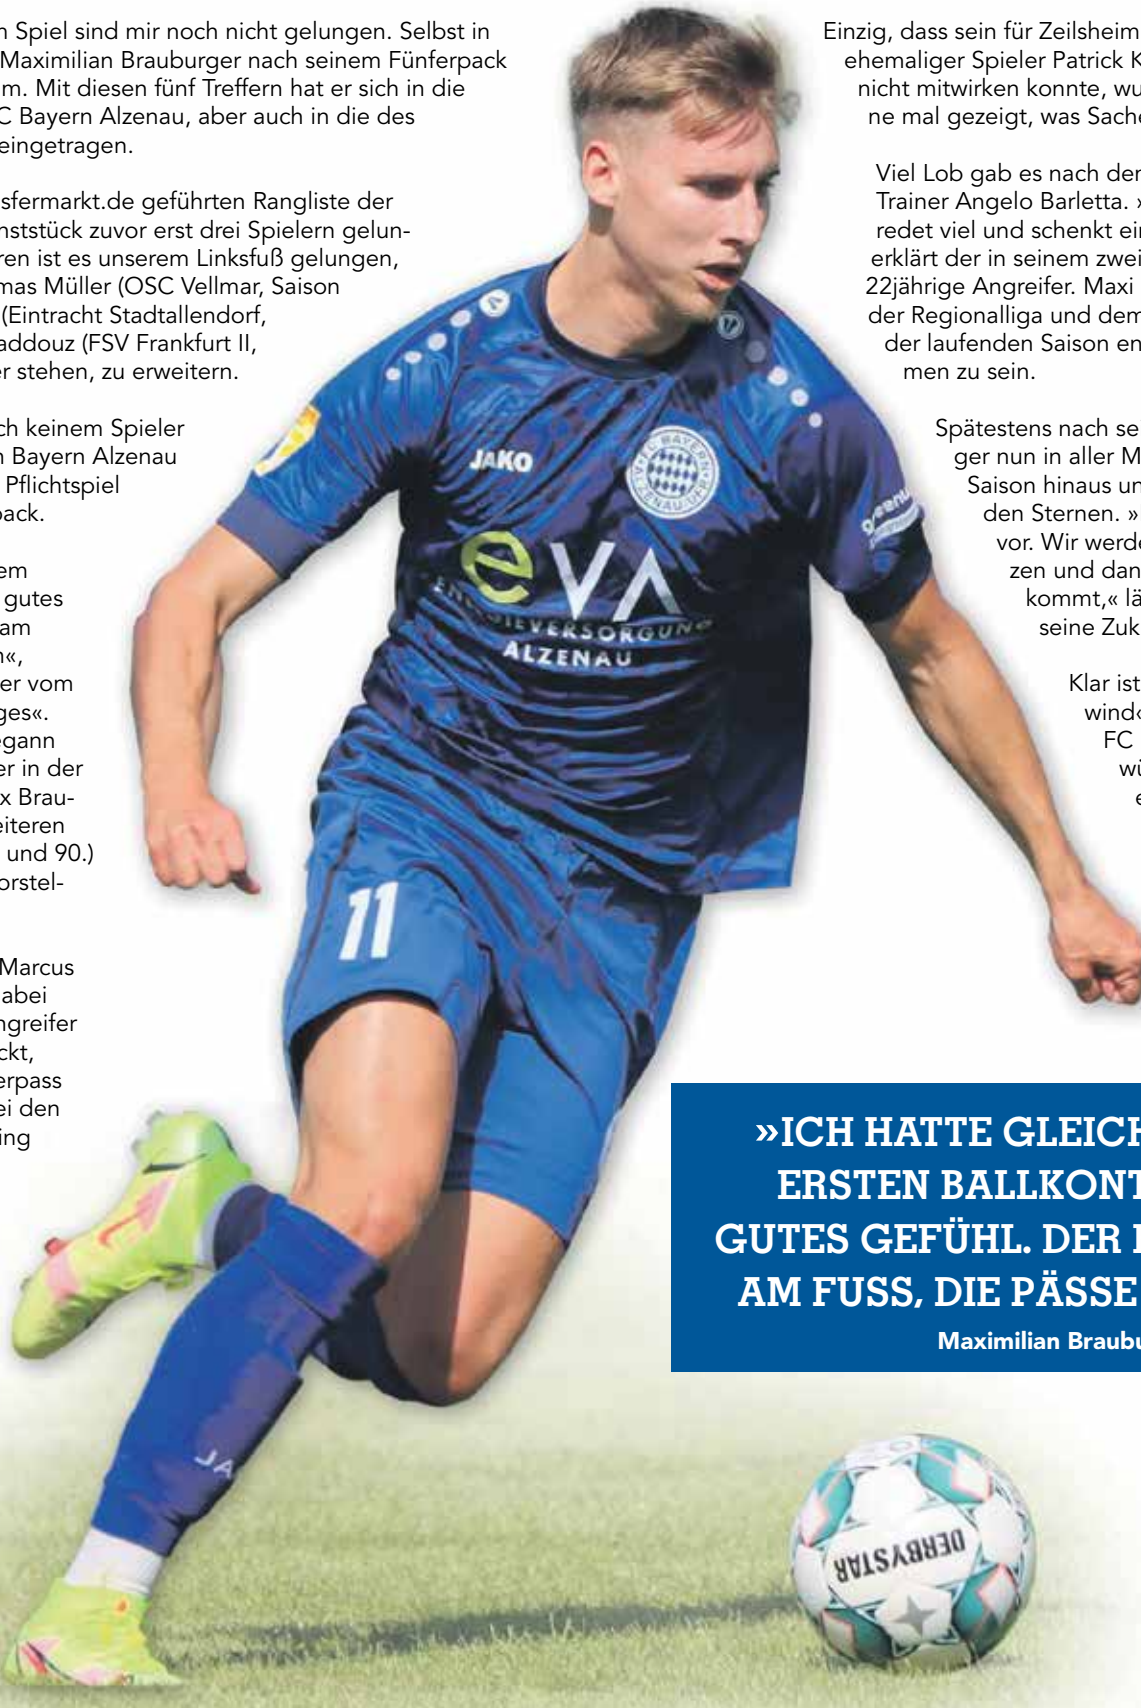 n Spiel sind mir noch nicht gelungen. Selbst in
Maximilian Brauburger nach seinem Fünferpack
m. Mit diesen fünf Treffern hat er sich in die
C Bayern Alzenau, aber auch in die des
eingetragen.
sfermarkt.de geführten Rangliste der
nststück zuvor erst drei Spielern gelun-
ren ist es unserem Linksfuß gelungen,
mas Müller (OSC Vellmar, Saison
(Eintracht Stadtallendorf,
addouz (FSV Frankfurt II,
er stehen, zu erweitern.
ch keinem Spieler
n Bayern Alzenau
Pflichtspiel
pack.
em
gutes
am
n«,
er vom
ges«.
egann
er in der
x Brau-
eiteren
und 90.)
orstel-
Marcus
abei
ngreifer
ckt,
erpass
ei den
ing
Einzig, dass sein für Zeilsheim
ehemaliger Spieler Patrick K
nicht mitwirken konnte, wu
ne mal gezeigt, was Sache
Viel Lob gab es nach der
Trainer Angelo Barletta. »
redet viel und schenkt ein
erklärt der in seinem zwei
22jährige Angreifer. Maxi
der Regionalliga und dem
der laufenden Saison en
men zu sein.
Spätestens nach se
ger nun in aller M
Saison hinaus un
den Sternen. »
vor. Wir werde
zen und dan
kommt,« lä
seine Zuk
Klar ist
wind«
FC
wü
e
JAKO
FC BAYERN
ALZENAU
eVA
ENERGIEVERSORGUNG
ALZENAU
11
JA
DERBYSTAR
»ICH HATTE GLEICH
ERSTEN BALLKONT
GUTES GEFÜHL. DER
AM FUSS, DIE PÄSSE
Maximilian Braubu